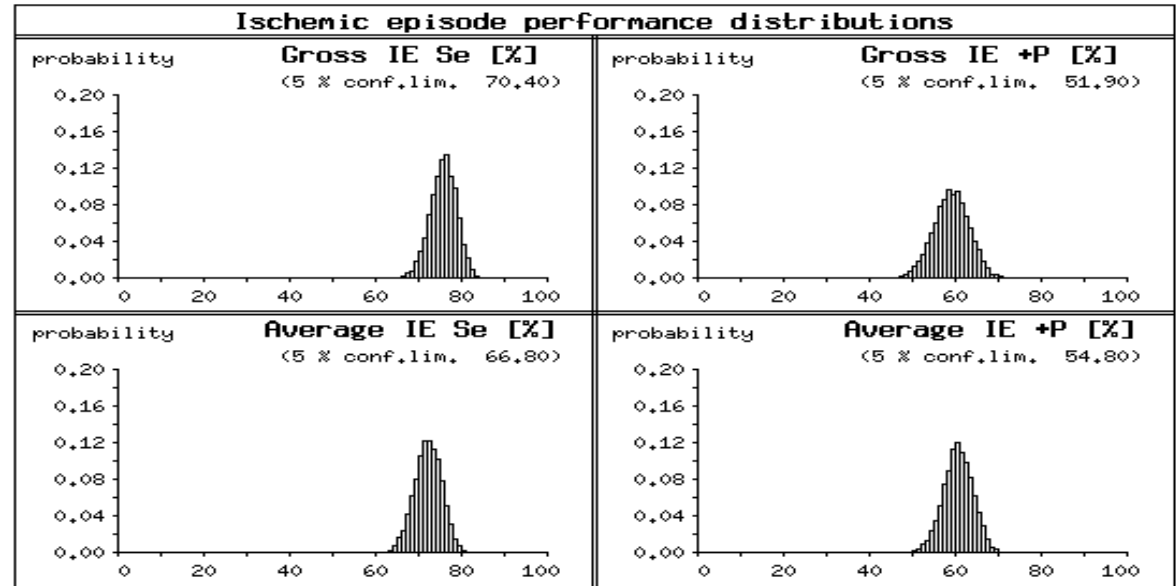 Ischemic episode performance distributions
probability
Gross IE Se [%]
(5 % conf.lim. 70.40)
0.20
0.16
0.12
0.08
0.04
0.00
0 20 40 60 80 100
probability
Gross IE +P [%]
(5 % conf.lim. 51.90)
0.20
0.16
0.12
0.08
0.04
0.00
0 20 40 60 80 100
probability
Average IE Se [%]
(5 % conf.lim. 66.80)
0.20
0.16
0.12
0.08
0.04
0.00
0 20 40 60 80 100
probability
Average IE +P [%]
(5 % conf.lim. 54.80)
0.20
0.16
0.12
0.08
0.04
0.00
0 20 40 60 80 100